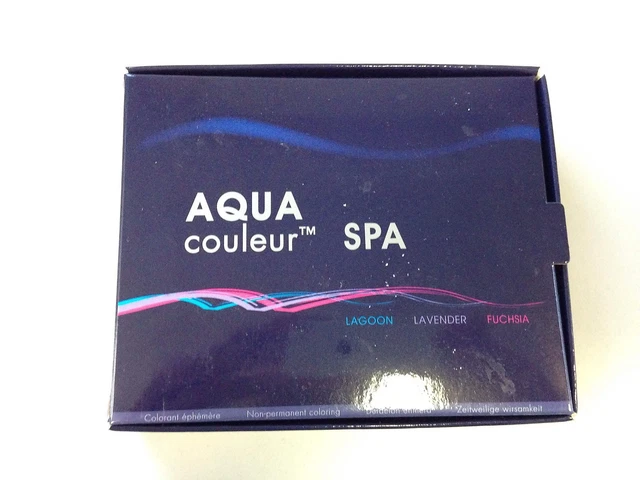 AQUA
couleur™ SPA
LAGOON LAVENDER FUCHSIA
Colorant éphémère Non-permanent coloring Zeitweilige wirsamkeit